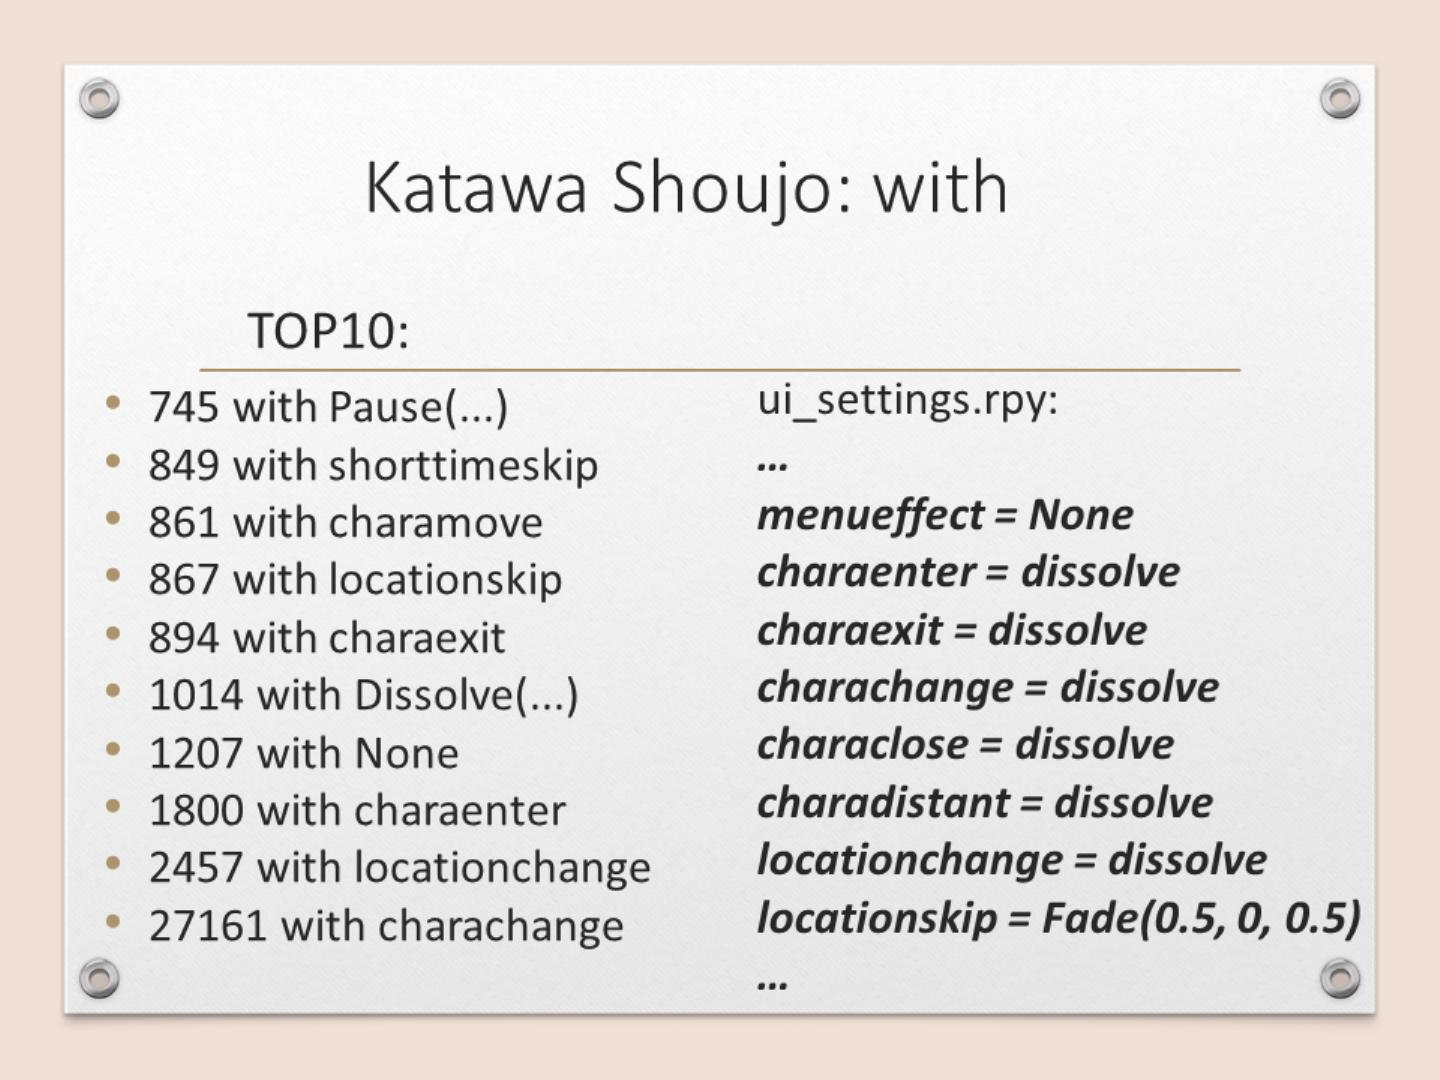 Katawa Shoujo: with
TOP10:
• 745 with Pause(...)
• 849 with shorttimeskip
• 861 with charamove
• 867 with locationskip
• 894 with charaexit
• 1014 with Dissolve(...)
• 1207 with None
• 1800 with charaenter
• 2457 with locationchange
• 27161 with charachange
ui_settings.rpy:
...
menueffect = None
charaenter = dissolve
charaexit = dissolve
charachange = dissolve
characlose = dissolve
charadistant = dissolve
locationchange = dissolve
locationskip = Fade(0.5, 0, 0.5)
...